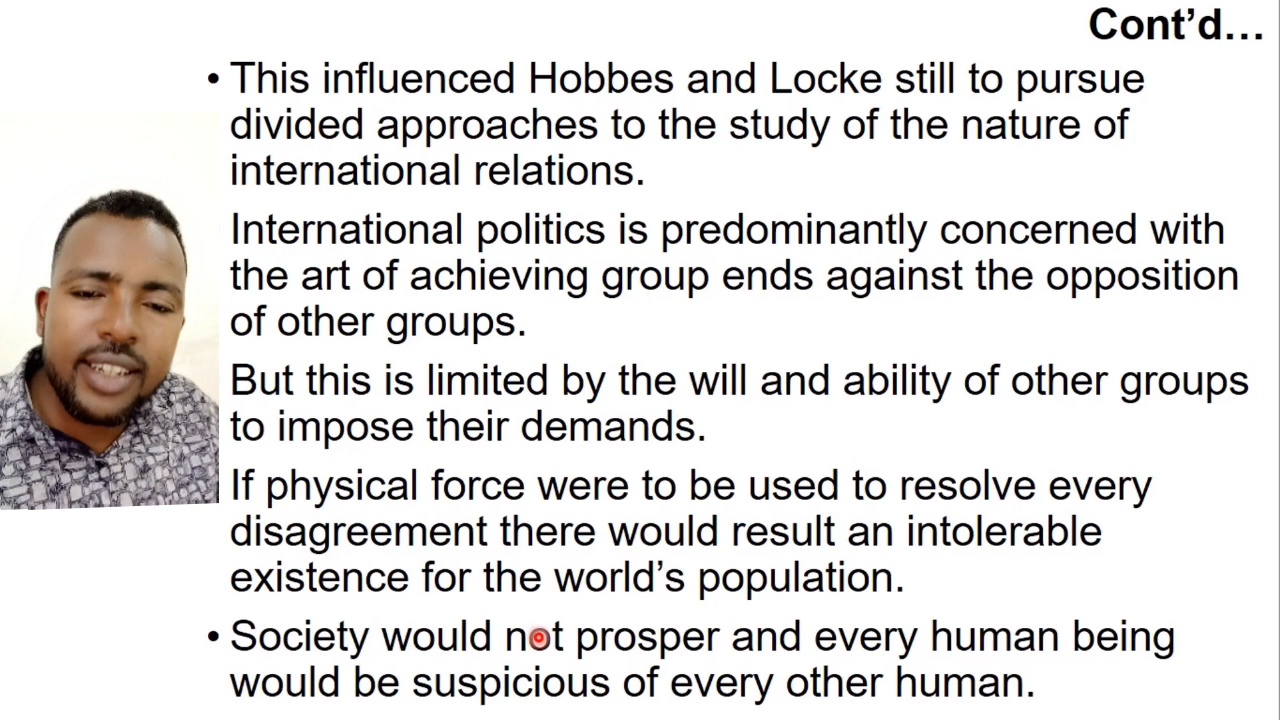 Cont’d…
• This influenced Hobbes and Locke still to pursue
divided approaches to the study of the nature of
international relations.
International politics is predominantly concerned with
the art of achieving group ends against the opposition
of other groups.
But this is limited by the will and ability of other groups
to impose their demands.
If physical force were to be used to resolve every
disagreement there would result an intolerable
existence for the world’s population.
• Society would not prosper and every human being
would be suspicious of every other human.